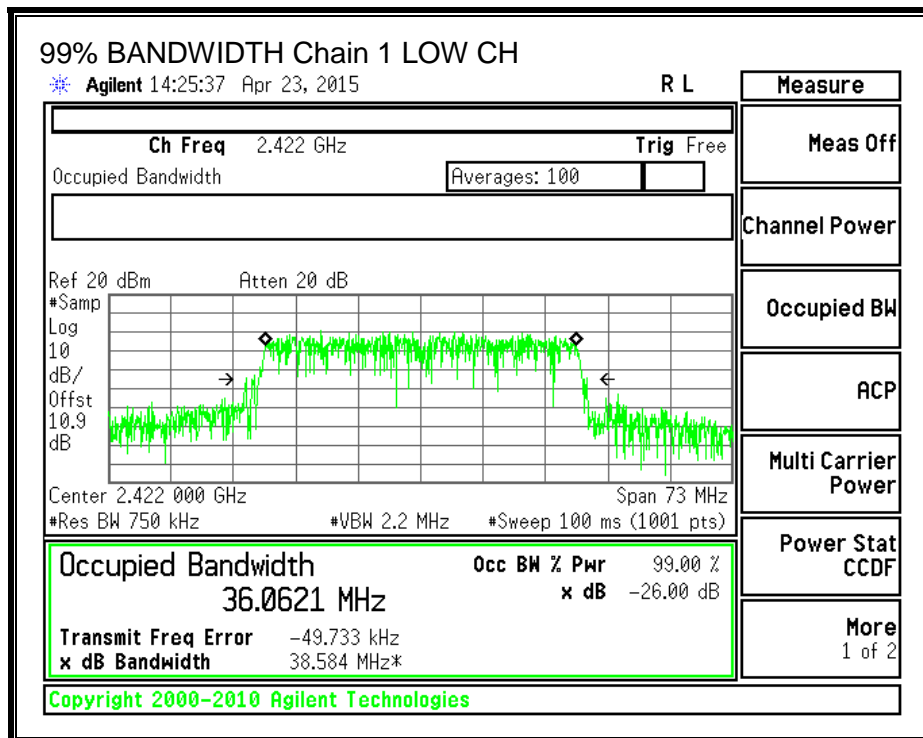 99% BANDWIDTH Chain 1 LOW CH
Agilent 14:25:37 Apr 23, 2015 R L
Measure
Ch Freq 2.422 GHz Trig Free
Meas Off
Occupied Bandwidth Averages: 100
Channel Power
Ref 20 dBm Atten 20 dB
#Samp
Log
10
dB/
Offst
10.9
dB
Occupied BW
ACP
Center 2.422 000 GHz Span 73 MHz
#Res BW 750 kHz #VBW 2.2 MHz #Sweep 100 ms (1001 pts)
Multi Carrier
Power
Occupied Bandwidth Occ BW % Pwr 99.00 %
36.0621 MHz x dB -26.00 dB
Transmit Freq Error -49.733 kHz
x dB Bandwidth 38.584 MHz*
Power Stat
CCDF
More
1 of 2
Copyright 2000-2010 Agilent Technologies